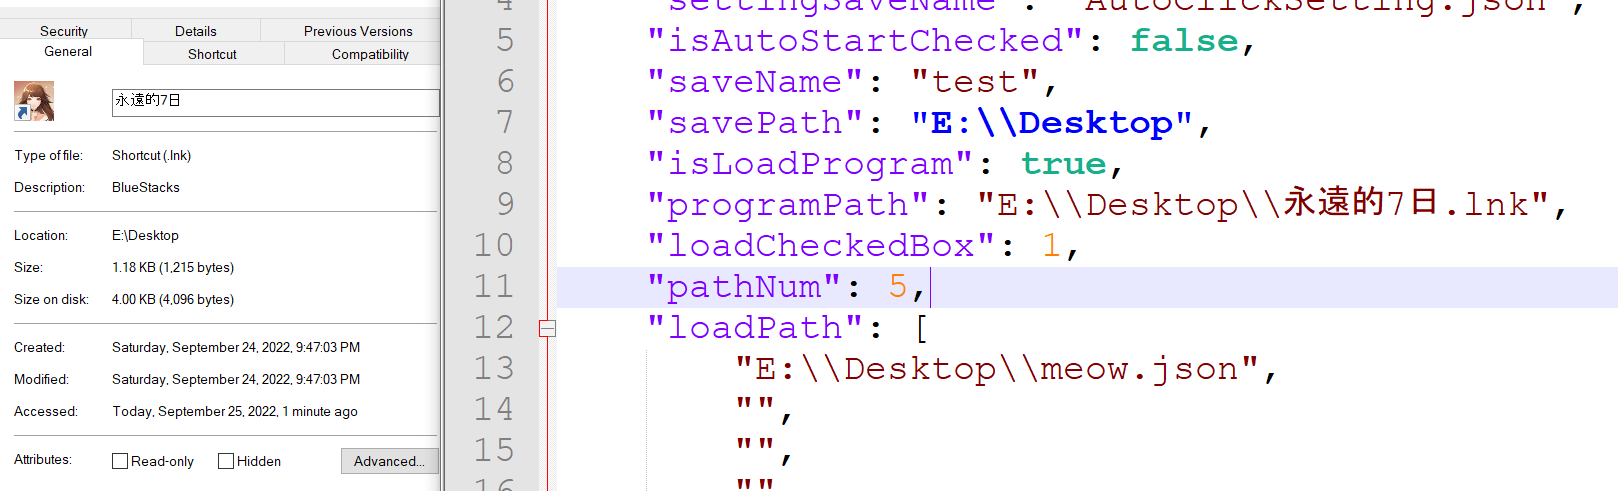 Security Details Previous Versions
General Shortcut Compatibility
永遠的7日
Type of file: Shortcut (.lnk)
Description: BlueStacks
Location: E:\Desktop
Size: 1.18 KB (1,215 bytes)
Size on disk: 4.00 KB (4,096 bytes)
Created: Saturday, September 24, 2022, 9:47:03 PM
Modified: Saturday, September 24, 2022, 9:47:03 PM
Accessed: Today, September 25, 2022, 1 minute ago
Attributes: Read-only Hidden Advanced...
4 "settingSaveName": "AutoClickSetting.json",
5 "isAutoStartChecked": false,
6 "saveName": "test",
7 "savePath": "E:\\Desktop",
8 "isLoadProgram": true,
9 "programPath": "E:\\Desktop\\永遠的7日.lnk",
10 "loadCheckedBox": 1,
11 "pathNum": 5,
12 "loadPath": [
13 "E:\\Desktop\\meow.json",
14 "",
15 "",
16 ""